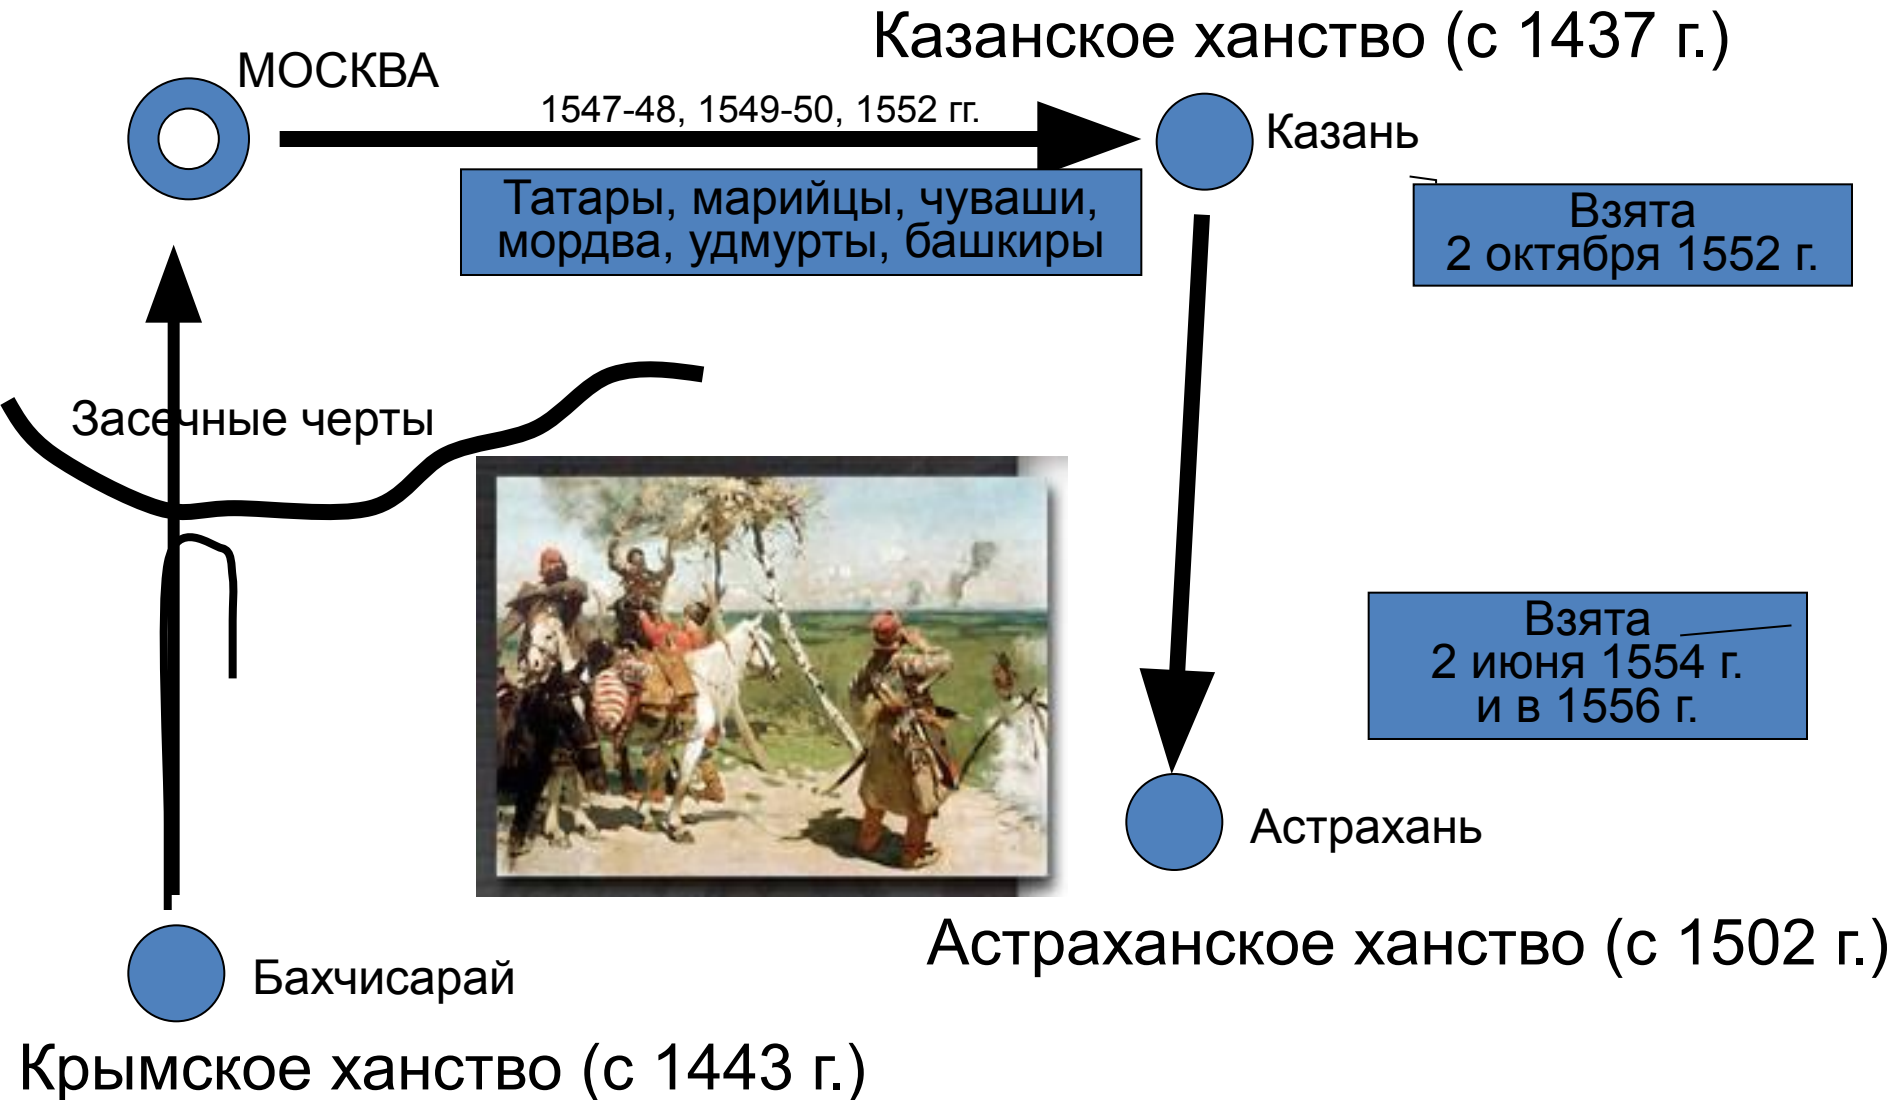 Казанское ханство (с 1437 г.)
МОСКВА
1547-48, 1549-50, 1552 гг.
Казань
Татары, марийцы, чуваши,
мордва, удмурты, башкиры
Взята
2 октября 1552 г.
Засечные черты
Взята
2 июня 1554 г.
и в 1556 г.
Астрахань
Астраханское ханство (с 1502 г.)
Бахчисарай
Крымское ханство (с 1443 г.)